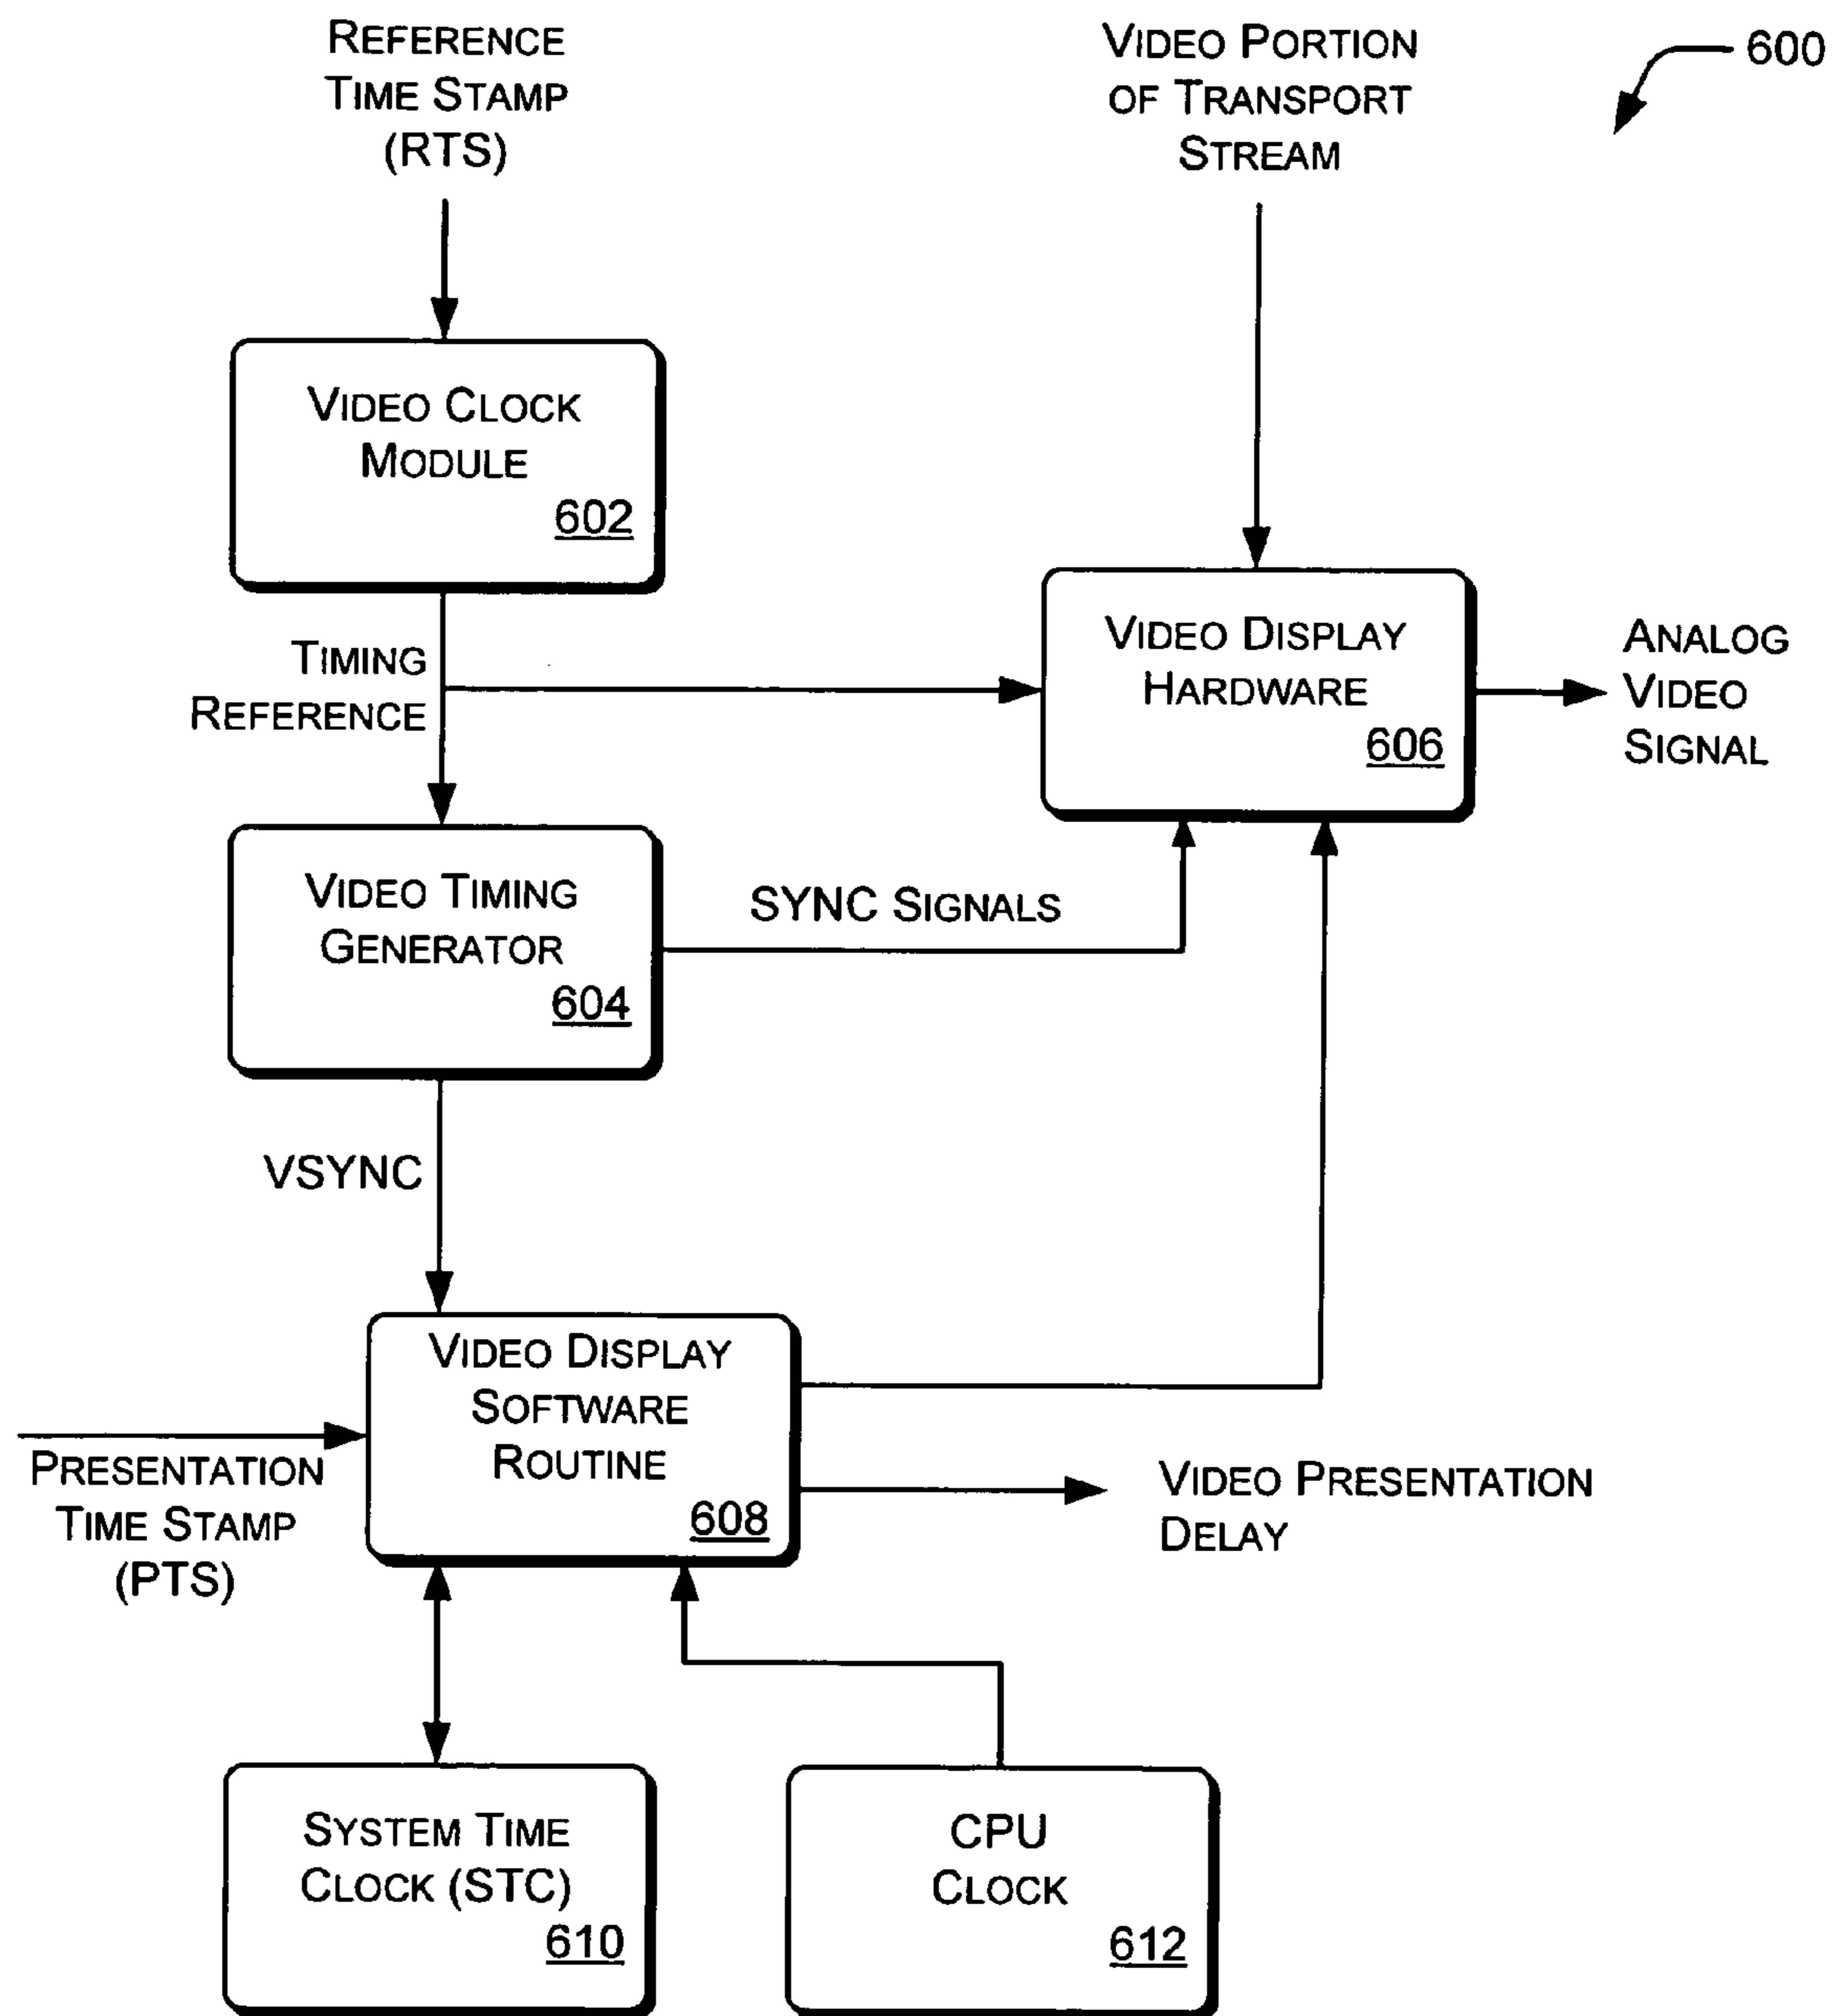 REFERENCE
TIME STAMP
(RTS)
VIDEO PORTION
OF TRANSPORT
STREAM
600
VIDEO CLOCK
MODULE
602
TIMING
REFERENCE
VIDEO DISPLAY
HARDWARE
606
ANALOG
VIDEO
SIGNAL
VIDEO TIMING
GENERATOR
604
SYNC SIGNALS
VSYNC
VIDEO DISPLAY
SOFTWARE
ROUTINE
608
PRESENTATION
TIME STAMP
(PTS)
VIDEO PRESENTATION
DELAY
SYSTEM TIME
CLOCK (STC)
610
CPU
CLOCK
612